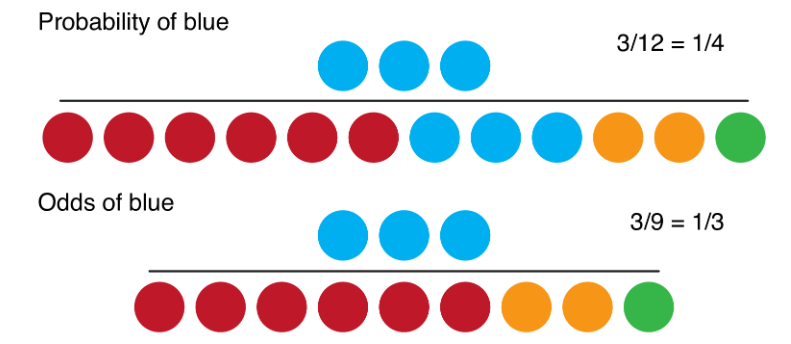 Probability of blue
3/12 = 1/4
Odds of blue
3/9 = 1/3